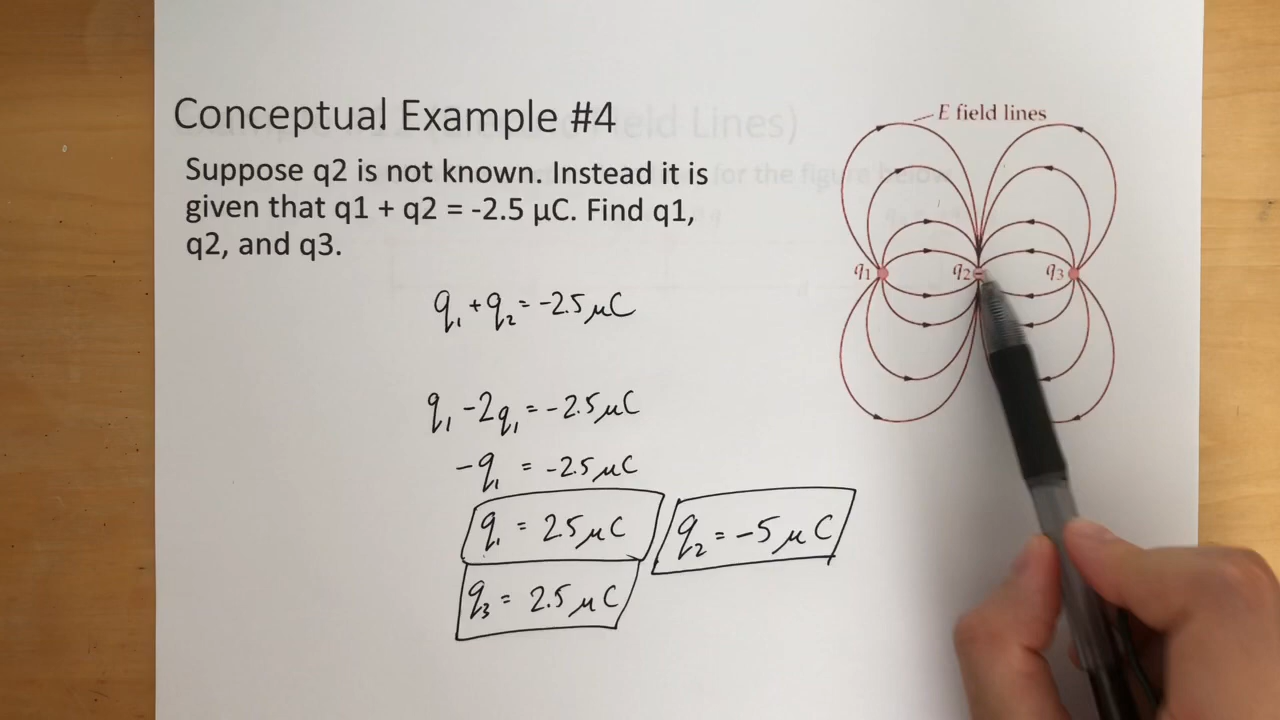 Conceptual Example #4
Suppose q2 is not known. Instead it is
given that q1 + q2 = -2.5 µC. Find q1,
q2, and q3.
E field lines
q1 q2 q3
q₁ + q₂ = -2.5 µC
q₁ - 2q₁ = -2.5 µC
-q₁ = -2.5 µC
q₁ = 2.5 µC q₂ = -5 µC
q₃ = 2.5 µC